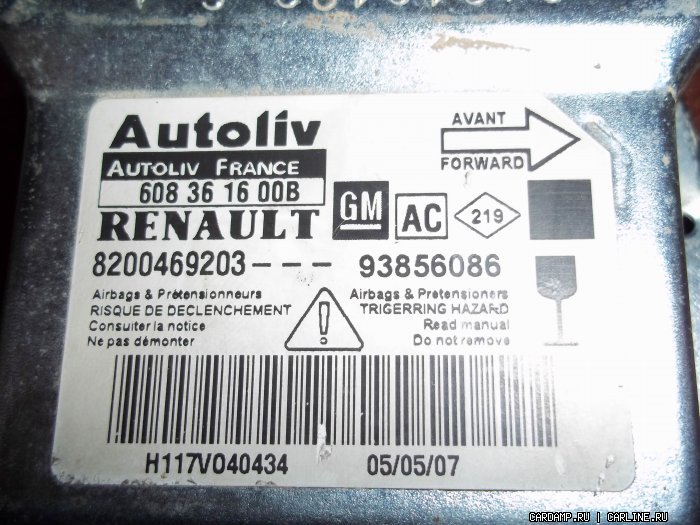 Autoliv
AUTOLIV FRANCE
608 36 16 00B
RENAULT
GM
AC
219
AVANT
FORWARD
8200469203--- 93856086
Airbags & Prétensionneurs
RISQUE DE DECLENCHEMENT
Consulter la notice
Ne pas démonter
Airbags & Pretensioners
TRIGERRING HAZARD
Read manual
Do not remove
H117V040434 05/05/07
CARDAMP.RU | CARLINE.RU